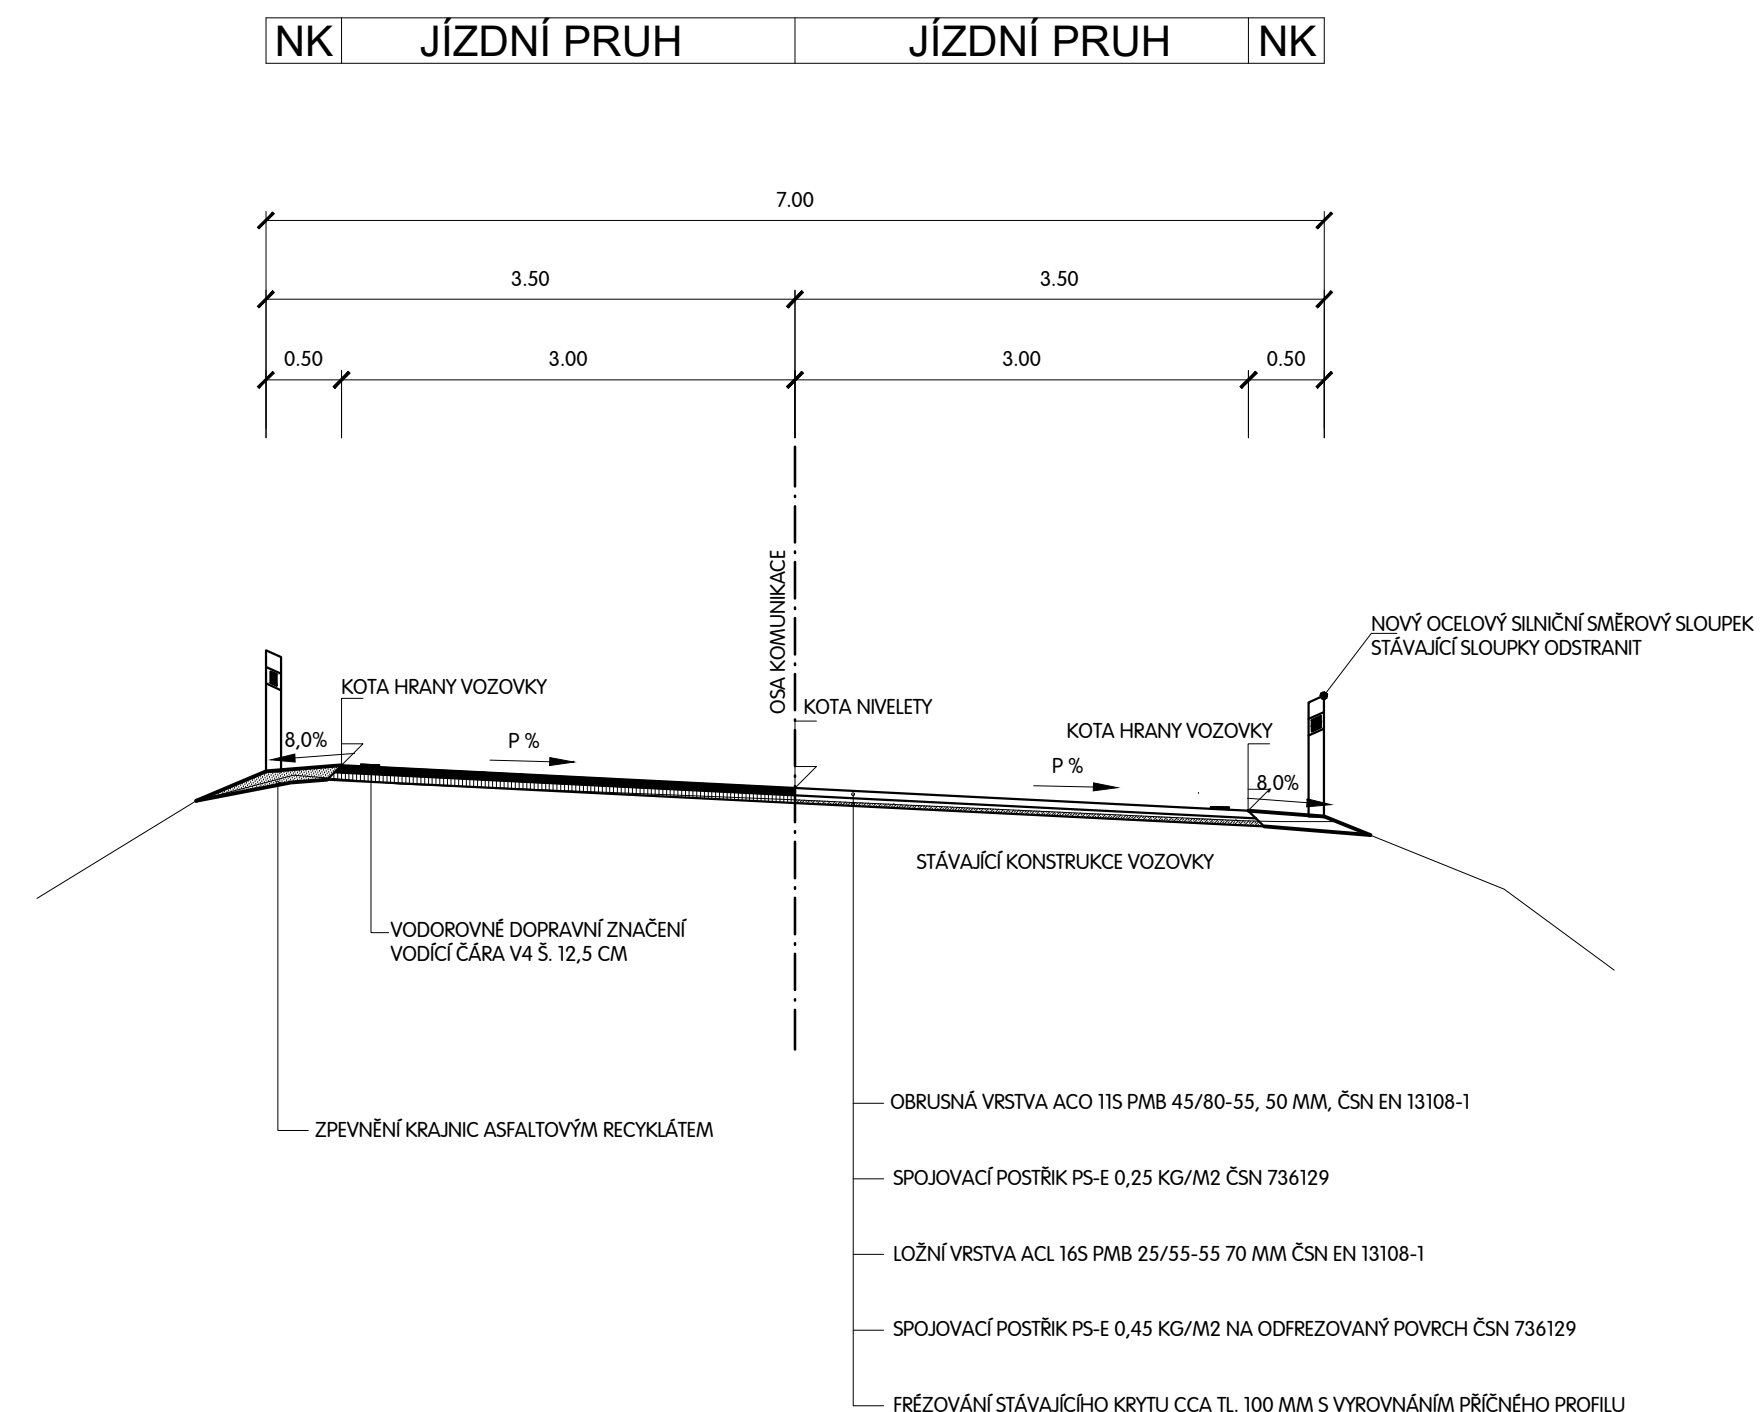 NK JÍZDNÍ PRUH JÍZDNÍ PRUH NK
7.00
3.50 3.50
0.50 3.00 3.00 0.50
OSA KOMUNIKACE
NOVÝ OCELOVÝ SILNIČNÍ SMĚROVÝ SLOUPEK
STÁVAJÍCÍ SLOUPKY ODSTRANIT
KOTA HRANY VOZOVKY
KOTA NIVELETY
KOTA HRANY VOZOVKY
8,0%
P %
P %
8,0%
STÁVAJÍCÍ KONSTRUKCE VOZOVKY
VODOROVNÉ DOPRAVNÍ ZNAČENÍ
VODÍCÍ ČÁRA V4 Š. 12,5 CM
OBRUSNÁ VRSTVA ACO 11S PMB 45/80-55, 50 MM, ČSN EN 13108-1
ZPEVNĚNÍ KRAJNIC ASFALTOVÝM RECYKLÁTEM
SPOJOVACÍ POSTŘIK PS-E 0,25 KG/M2 ČSN 736129
LOŽNÍ VRSTVA ACL 16S PMB 25/55-55 70 MM ČSN EN 13108-1
SPOJOVACÍ POSTŘIK PS-E 0,45 KG/M2 NA ODFREZOVANÝ POVRCH ČSN 736129
FRÉZOVÁNÍ STÁVAJÍCÍHO KRYTU CCA TL. 100 MM S VYROVNÁNÍM PŘÍČNÉHO PROFILU